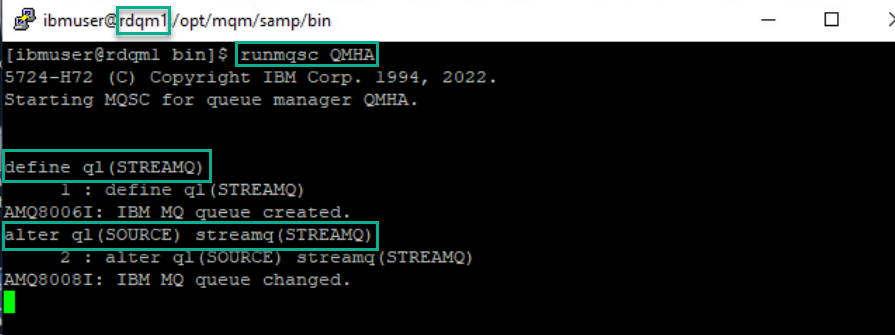 ibmuser@rdqm1:/opt/mqm/samp/bin
[ibmuser@rdqm1 bin]$ runmqsc QMHA
5724-H72 (C) Copyright IBM Corp. 1994, 2022.
Starting MQSC for queue manager QMHA.
define ql(STREAMQ)
1 : define ql(STREAMQ)
AMQ8006I: IBM MQ queue created.
alter ql(SOURCE) streamq(STREAMQ)
2 : alter ql(SOURCE) streamq(STREAMQ)
AMQ8008I: IBM MQ queue changed.